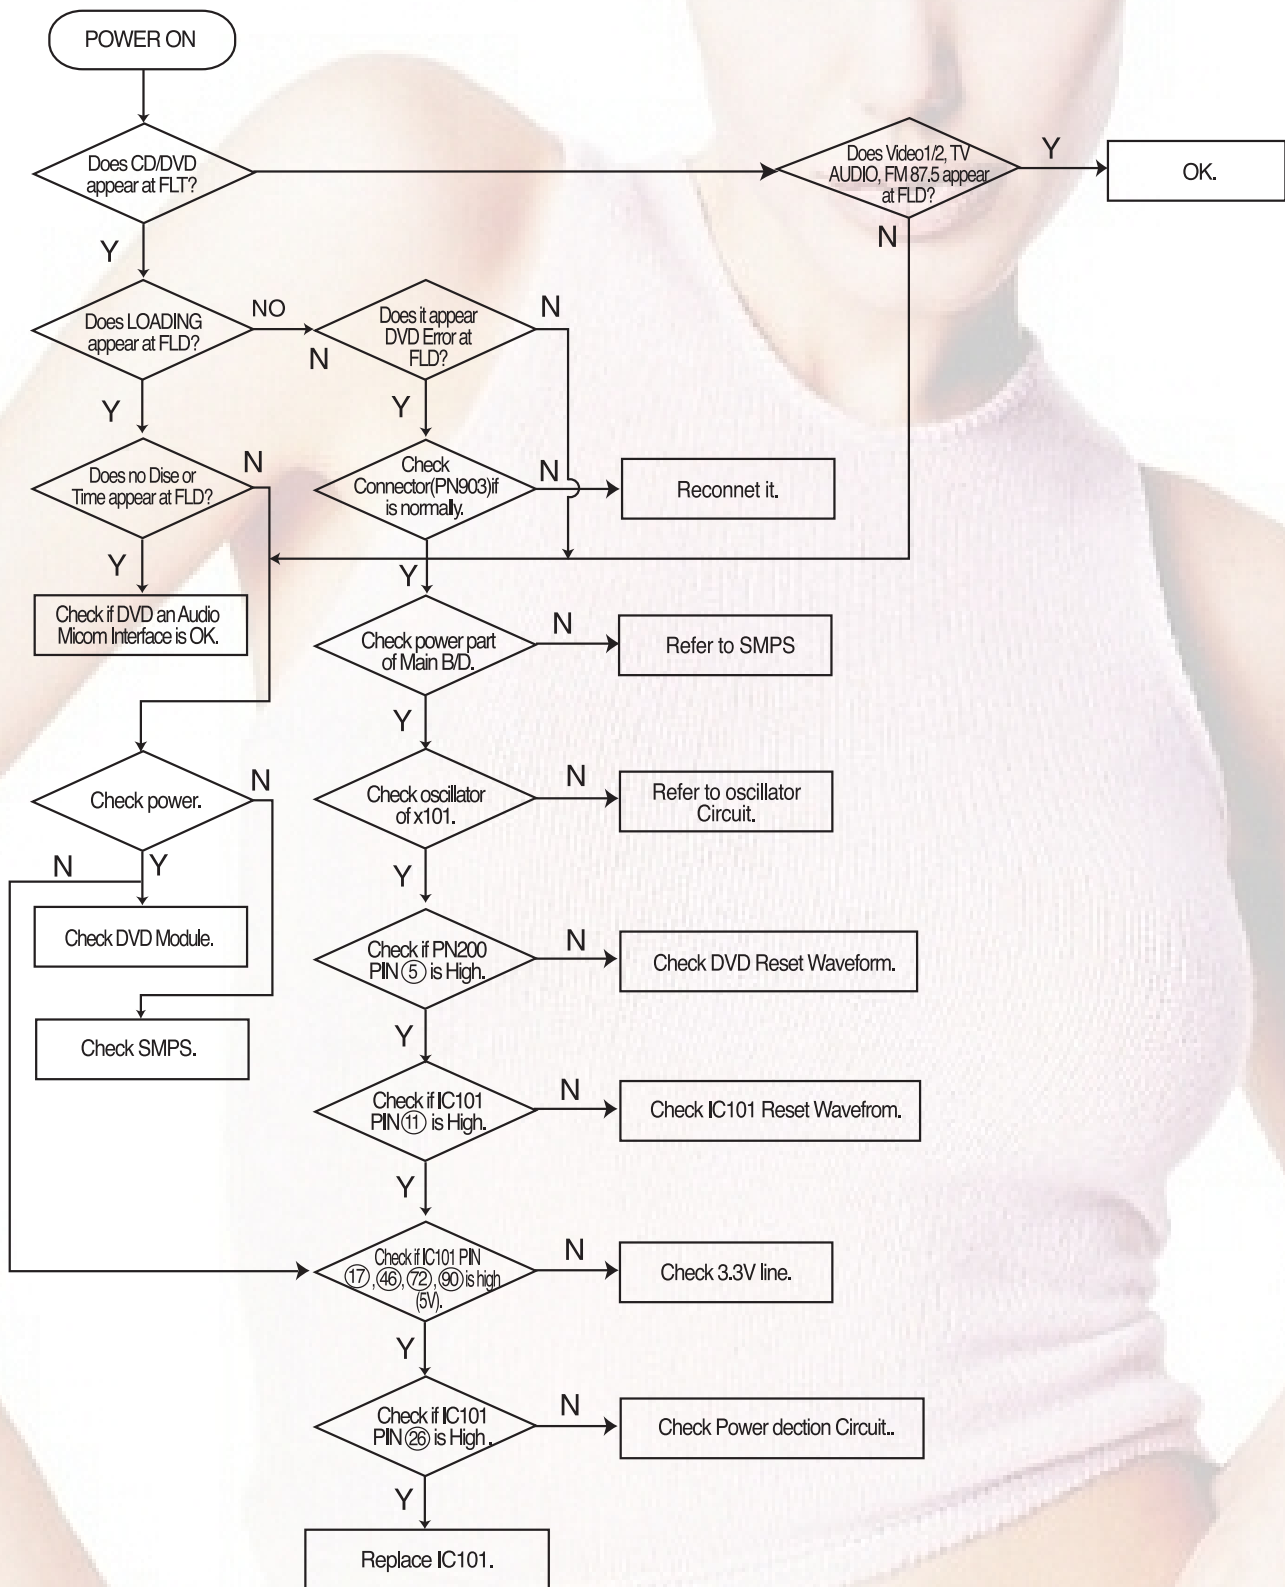 POWER ON
Does CD/DVD
appear at FLT?
Does Video1/2, TV
AUDIO, FM 87.5 appear
at FLD?
Y
OK.
N
Y
Does LOADING
appear at FLD?
NO
N
Does it appear
DVD Error at
FLD?
N
Y
Y
Does no Dise or
Time appear at FLD?
N
Check
Connector(PN903)if
is normally.
N
Reconnet it.
Y
Y
Check if DVD an Audio
Micom Interface is OK.
Check power part
of Main B/D.
N
Refer to SMPS
Y
Check power.
N
Check oscillator
of x101.
N
Refer to oscillator
Circuit.
N
Y
Y
Check DVD Module.
Check if PN200
PIN⑤ is High.
N
Check DVD Reset Waveform.
Check SMPS.
Y
Check if IC101
PIN⑪ is High.
N
Check IC101 Reset Wavefrom.
Y
Check if IC101 PIN
⑰,㊻,72,90 is high
(5V).
N
Check 3.3V line.
Y
Check if IC101
PIN㉖ is High.
N
Check Power dection Circuit..
Y
Replace IC101.